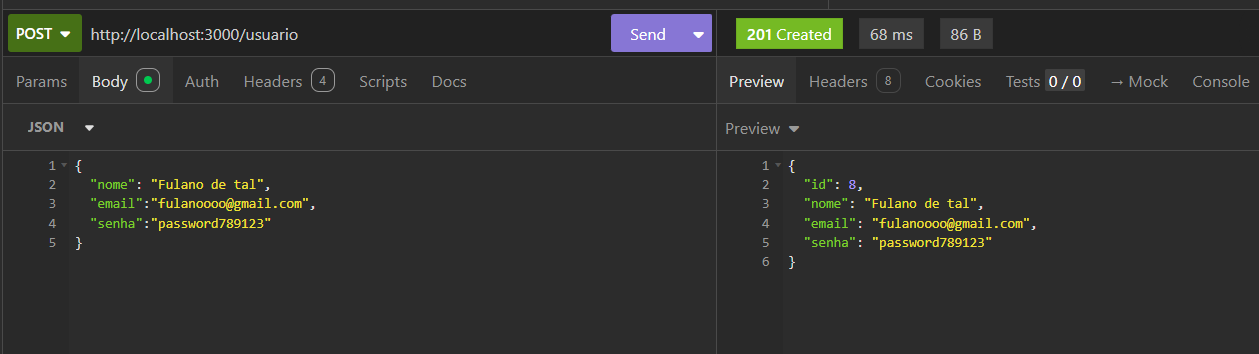 POST http://localhost:3000/usuario Send 201 Created 68 ms 86 B
Params Body Auth Headers 4 Scripts Docs
Preview Headers 8 Cookies Tests 0 / 0 → Mock Console
JSON
Preview
1 {
2 "nome": "Fulano de tal",
3 "email":"fulanoooo@gmail.com",
4 "senha":"password789123"
5 }
1 {
2 "id": 8,
3 "nome": "Fulano de tal",
4 "email": "fulanoooo@gmail.com",
5 "senha": "password789123"
6 }